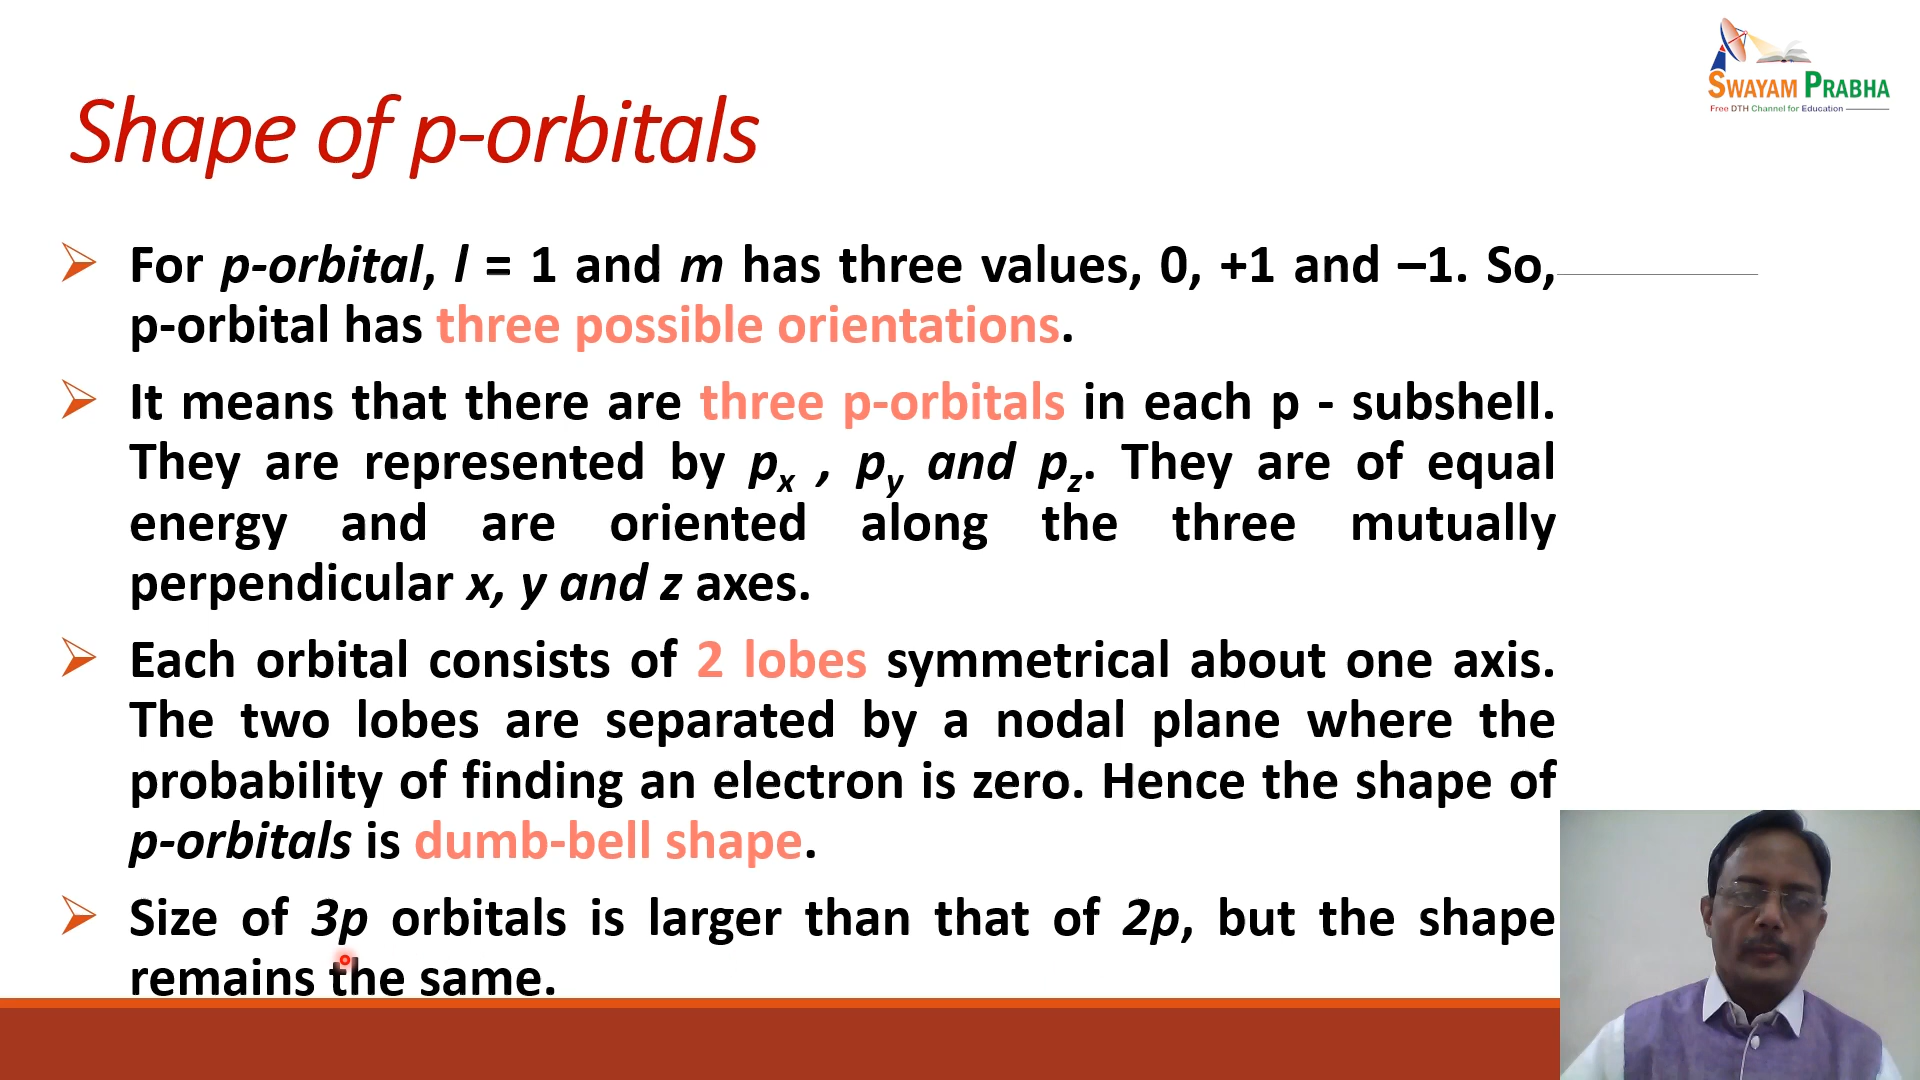 SWAYAM PRABHA
Free DTH Channel for Education
Shape of p-orbitals
For p-orbital, l = 1 and m has three values, 0, +1 and –1. So,
p-orbital has three possible orientations.
It means that there are three p-orbitals in each p - subshell.
They are represented by pₓ , p_y and p_z. They are of equal
energy and are oriented along the three mutually
perpendicular x, y and z axes.
Each orbital consists of 2 lobes symmetrical about one axis.
The two lobes are separated by a nodal plane where the
probability of finding an electron is zero. Hence the shape of
p-orbitals is dumb-bell shape.
Size of 3p orbitals is larger than that of 2p, but the shape
remains the same.